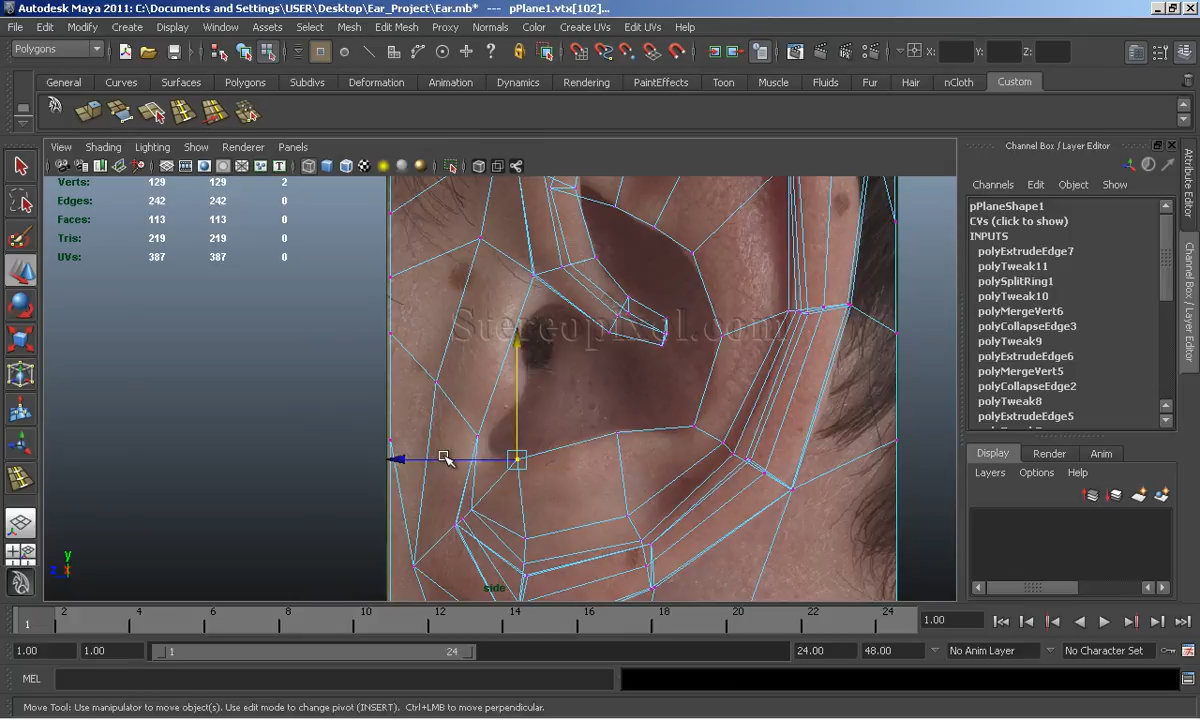 Autodesk Maya 2011: C:\Documents and Settings\USER\Desktop\Ear_Project\Ear.mb*   ---   pPlane1.vtx[102]...
File Edit Modify Create Display Window Assets Select Mesh Edit Mesh Proxy Normals Color Create UVs Edit UVs Help
Polygons X: Y: Z:
General Curves Surfaces Polygons Subdivs Deformation Animation Dynamics Rendering PaintEffects Toon Muscle Fluids Fur Hair nCloth Custom
View Shading Lighting Show Renderer Panels
Channel Box / Layer Editor
Channels Edit Object Show
Verts: 129 129 2
Edges: 242 242 0
Faces: 113 113 0
Tris: 219 219 0
UVs: 387 387 0
Stereopixel.com
y
side
pPlaneShape1
CVs (click to show)
INPUTS
polyExtrudeEdge7
polyTweak11
polySplitRing1
polyTweak10
polyMergeVert6
polyCollapseEdge3
polyTweak9
polyExtrudeEdge6
polyMergeVert5
polyCollapseEdge2
polyTweak8
polyExtrudeEdge5
Attribute Editor
Channel Box / Layer Editor
Display Render Anim
Layers Options Help
1 2 4 6 8 10 12 14 16 18 20 22 24 1.00
1.00 1.00 1 24 24.00 48.00 No Anim Layer No Character Set
MEL
Move Tool: Use manipulator to move object(s). Use edit mode to change pivot (INSERT).  Ctrl+LMB to move perpendicular.